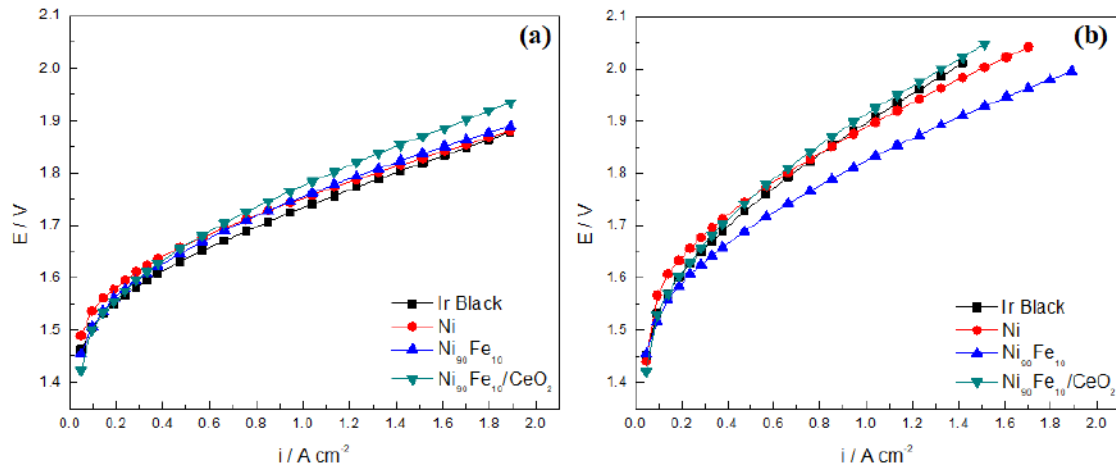 (a)
E / V
2.1
2.0
1.9
1.8
1.7
1.6
1.5
1.4
Ir Black
Ni
Ni₉₀Fe₁₀
Ni₉₀Fe₁₀/CeO₂
0.0 0.2 0.4 0.6 0.8 1.0 1.2 1.4 1.6 1.8 2.0
i / A cm⁻²
(b)
E / V
2.1
2.0
1.9
1.8
1.7
1.6
1.5
1.4
Ir Black
Ni
Ni₉₀Fe₁₀
Ni₉₀Fe₁₀/CeO₂
0.0 0.2 0.4 0.6 0.8 1.0 1.2 1.4 1.6 1.8 2.0
i / A cm⁻²